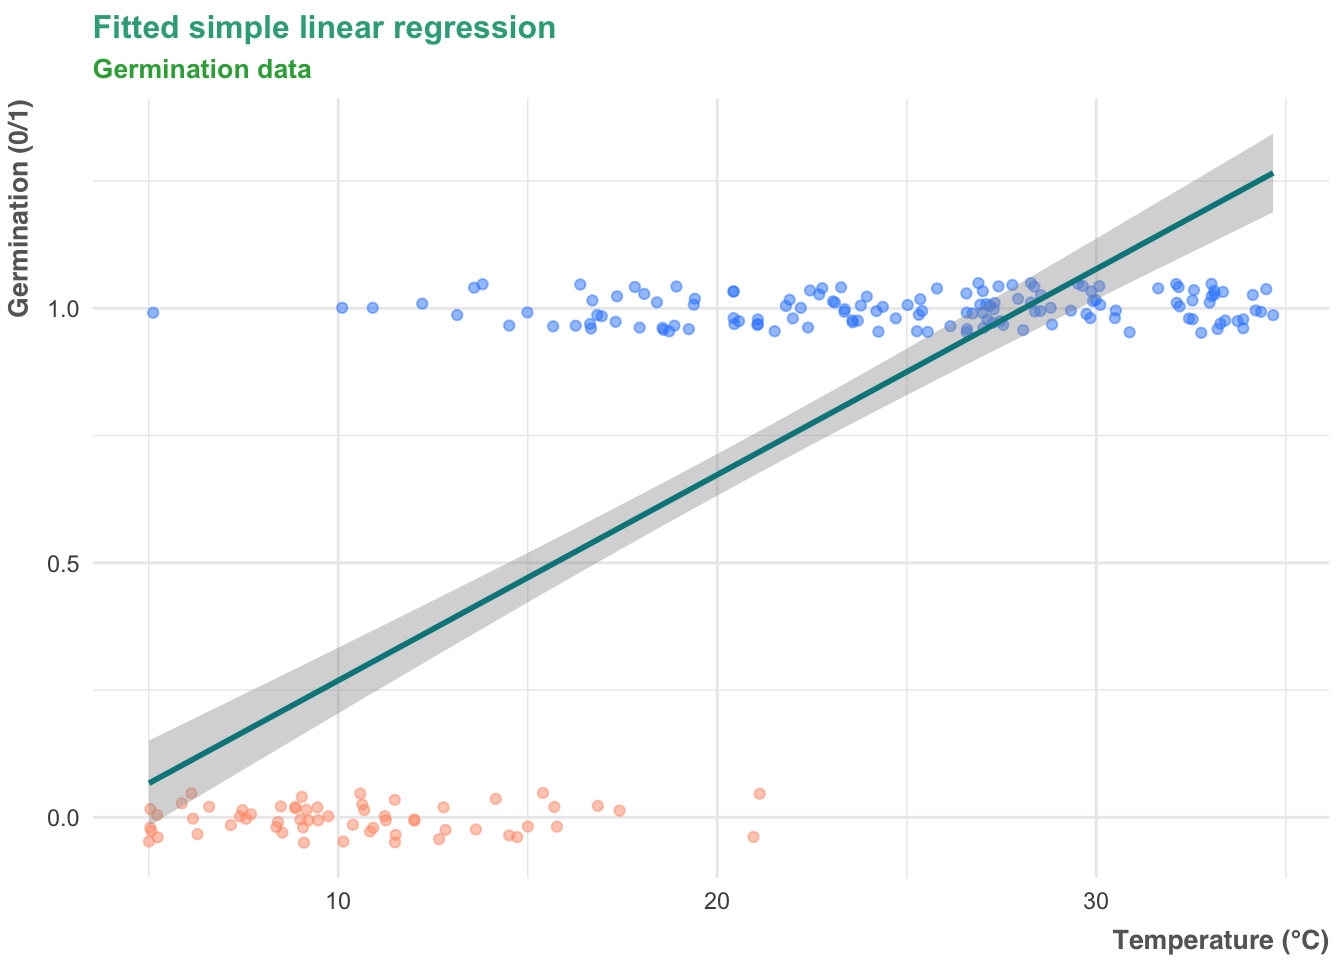 Fitted simple linear regression
Germination data
Germination (0/1)
1.0
0.5
0.0
10
20
30
Temperature (°C)